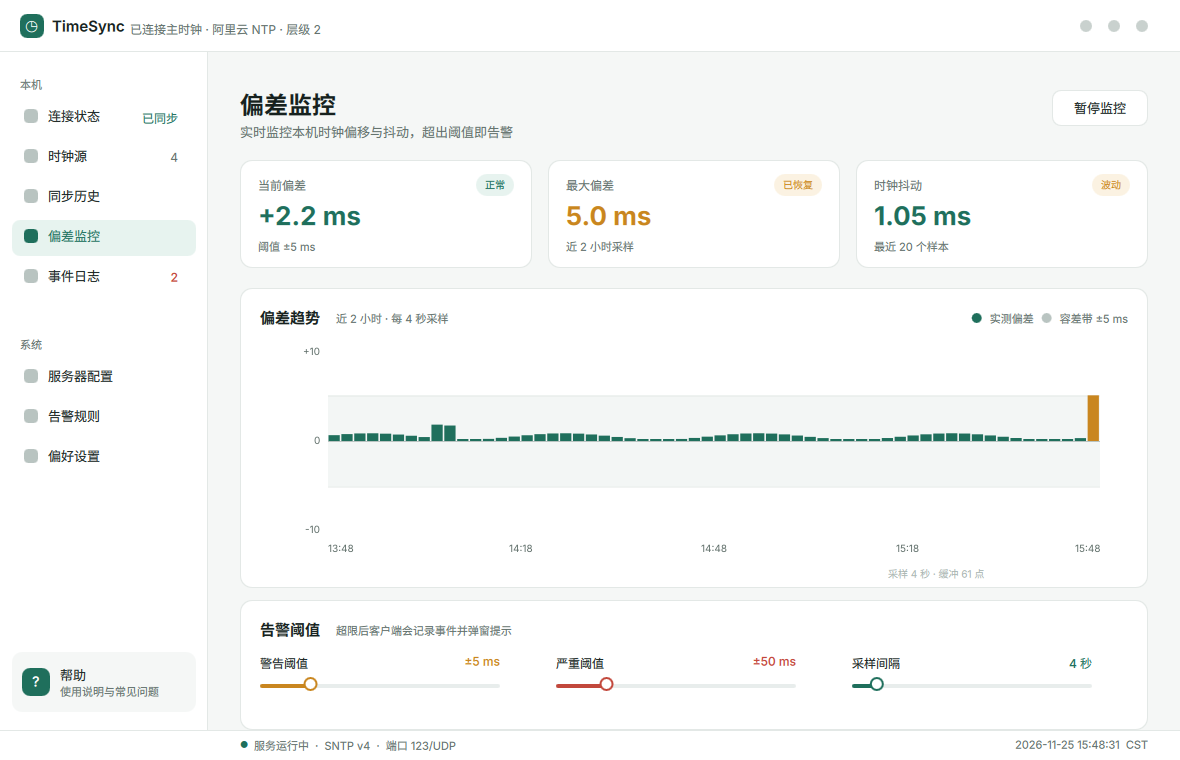 TimeSync 已连接主时钟 · 阿里云 NTP · 层级 2
本机
连接状态 已同步
时钟源 4
同步历史
偏差监控
事件日志 2
系统
服务器配置
告警规则
偏好设置
? 帮助
使用说明与常见问题
偏差监控
实时监控本机时钟偏移与抖动，超出阈值即告警
暂停监控
当前偏差 正常
+2.2 ms
阈值 ±5 ms
最大偏差 已恢复
5.0 ms
近 2 小时采样
时钟抖动 波动
1.05 ms
最近 20 个样本
偏差趋势 近 2 小时 · 每 4 秒采样 实测偏差 容差带 ±5 ms
+10
0
-10
13:48 14:18 14:48 15:18 15:48
采样 4 秒 · 缓冲 61 点
告警阈值 超限后客户端会记录事件并弹窗提示
警告阈值 ±5 ms
严重阈值 ±50 ms
采样间隔 4 秒
服务运行中 · SNTP v4 · 端口 123/UDP
2026-11-25 15:48:31 CST